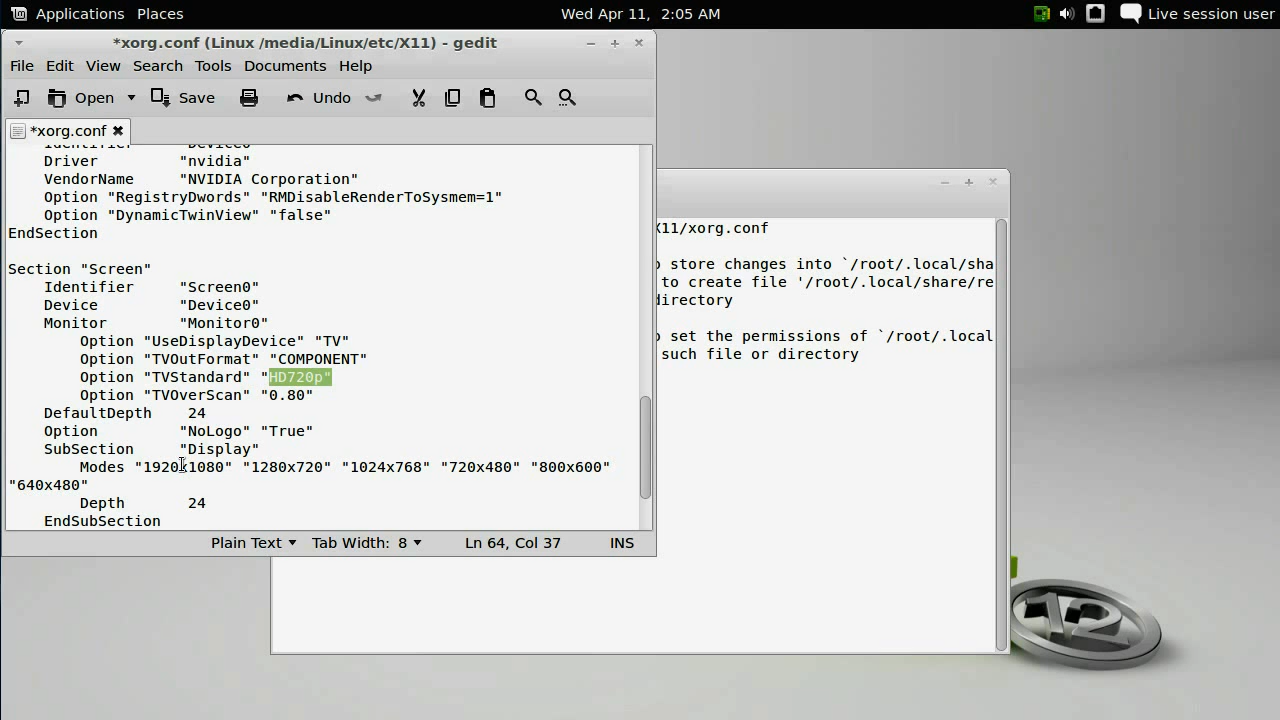 Applications Places
Wed Apr 11, 2:05 AM
Live session user
*xorg.conf (Linux /media/Linux/etc/X11) - gedit
File Edit View Search Tools Documents Help
Open Save Undo
*xorg.conf
Identifier "Device0"
Driver "nvidia"
VendorName "NVIDIA Corporation"
Option "RegistryDwords" "RMDisableRenderToSysmem=1"
Option "DynamicTwinView" "false"
EndSection
Section "Screen"
Identifier "Screen0"
Device "Device0"
Monitor "Monitor0"
Option "UseDisplayDevice" "TV"
Option "TVOutFormat" "COMPONENT"
Option "TVStandard" "HD720p"
Option "TVOverScan" "0.80"
DefaultDepth 24
Option "NoLogo" "True"
SubSection "Display"
Modes "1920x1080" "1280x720" "1024x768" "720x480" "800x600"
"640x480"
Depth 24
EndSubSection
Plain Text Tab Width: 8 Ln 64, Col 37 INS
X11/xorg.conf
o store changes into `/root/.local/sha
to create file '/root/.local/share/re
directory
o set the permissions of `/root/.local
such file or directory
12